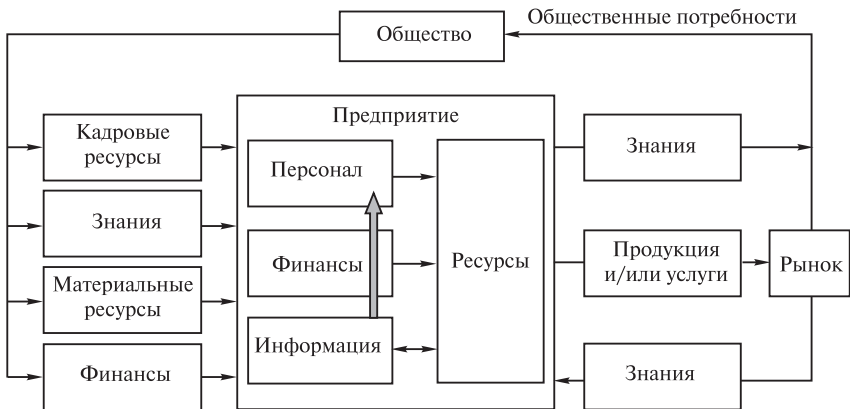 Общество
Общественные потребности
Кадровые
ресурсы
Знания
Материальные
ресурсы
Финансы
Предприятие
Персонал
Финансы
Информация
Ресурсы
Знания
Продукция
и/или услуги
Рынок
Знания